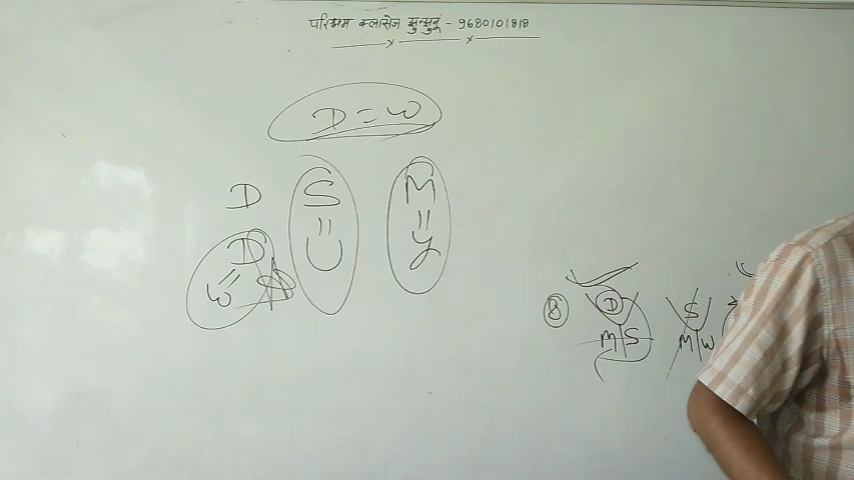 परिश्रम क्लासेज झुन्झुनूं - 9680101818
D = W
D S M
D = W
S = U
M = y
8 D S
M S M W